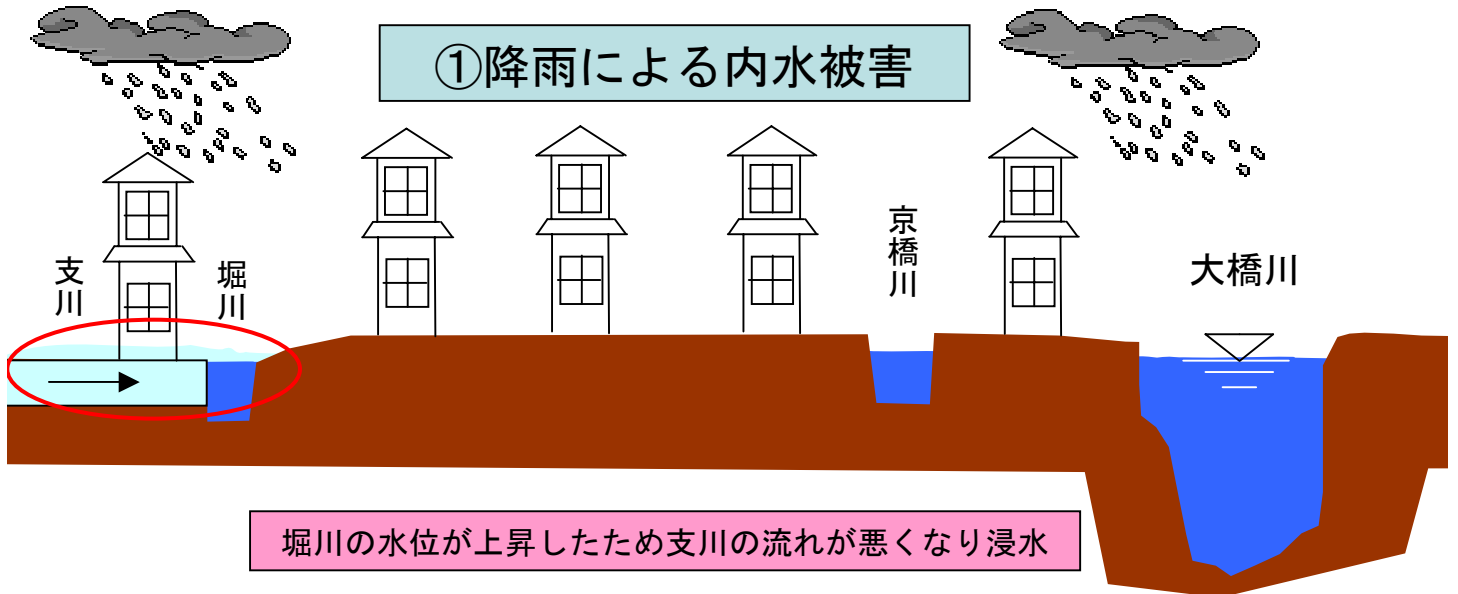 ①降雨による内水被害
支川
堀川
京橋川
大橋川
堀川の水位が上昇したため支川の流れが悪くなり浸水